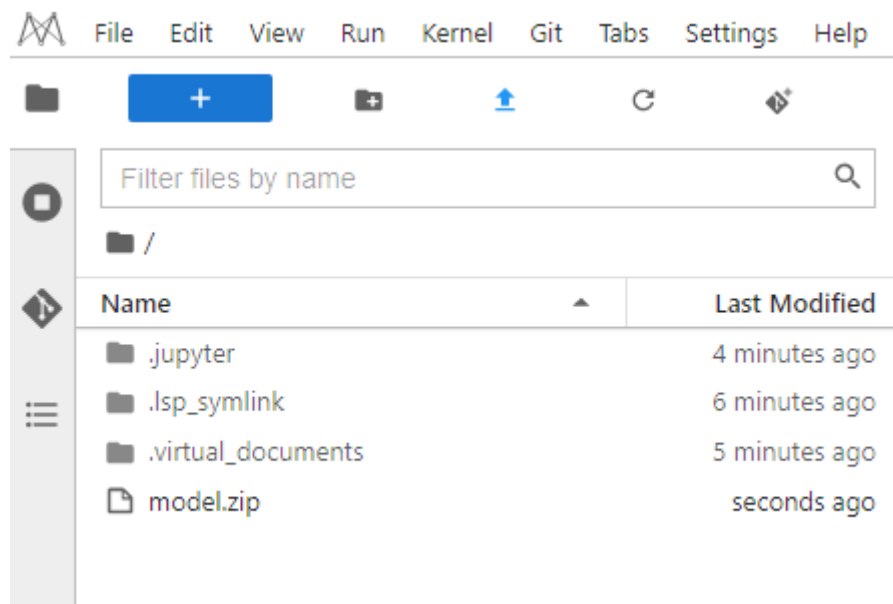 File Edit View Run Kernel Git Tabs Settings Help
+
Filter files by name
/
Name Last Modified
.jupyter 4 minutes ago
.lsp_symlink 6 minutes ago
.virtual_documents 5 minutes ago
model.zip seconds ago